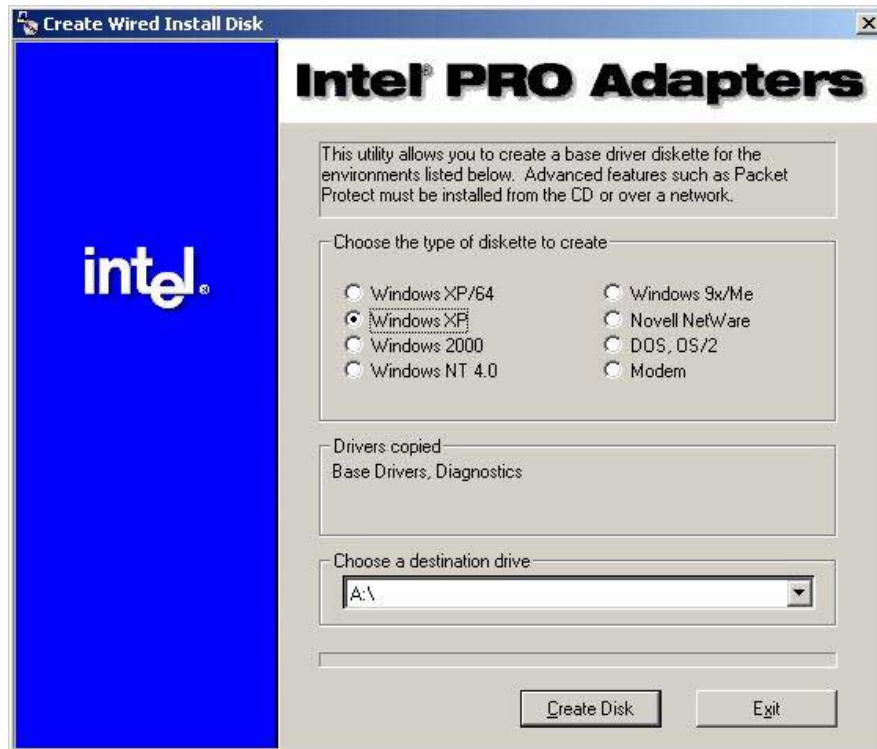 Create Wired Install Disk
Intel® PRO Adapters
This utility allows you to create a base driver diskette for the
environments listed below. Advanced features such as Packet
Protect must be installed from the CD or over a network.
intel®
Choose the type of diskette to create
Windows XP/64
Windows XP
Windows 2000
Windows NT 4.0
Windows 9x/Me
Novell NetWare
DOS, OS/2
Modem
Drivers copied
Base Drivers, Diagnostics
Choose a destination drive
A:\
Create Disk
Exit